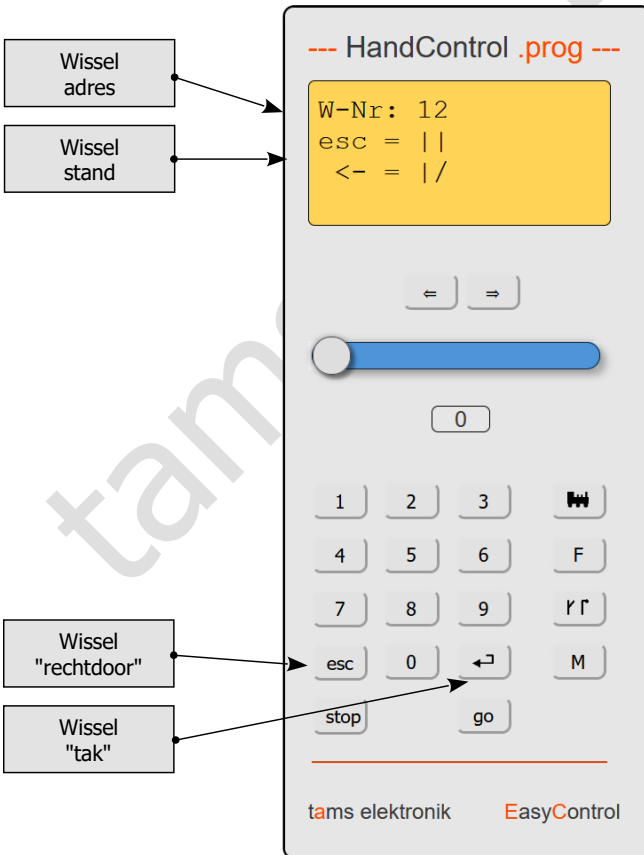 Wissel
adres
Wissel
stand
Wissel
"rechtdoor"
Wissel
"tak"
--- HandControl .prog ---
W-Nr: 12
esc = ||
<- = |/
⇐ ⇒
0
1 2 3
4 5 6 F
7 8 9
esc 0 ↵ M
stop go
tams elektronik EasyControl
tams